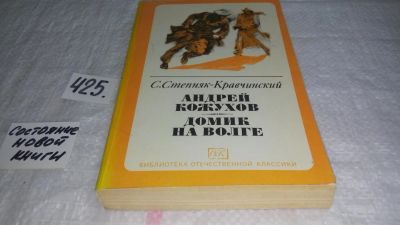 425.
Состояние
новой
книги
С.Степняк-Кравчинский
АНДРЕЙ
КОЖУХОВ
ДОМИК
НА ВОЛГЕ
БИБЛИОТЕКА ОТЕЧЕСТВЕННОЙ КЛАССИКИ